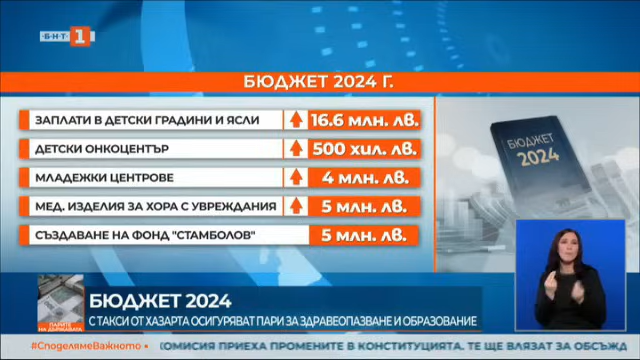 БНТ 1
БЮДЖЕТ 2024 Г.
ЗАПЛАТИ В ДЕТСКИ ГРАДИНИ И ЯСЛИ 16.6 млн. лв.
ДЕТСКИ ОНКОЦЕНТЪР 500 хил. лв.
МЛАДЕЖКИ ЦЕНТРОВЕ 4 млн. лв.
МЕД. ИЗДЕЛИЯ ЗА ХОРА С УВРЕЖДАНИЯ 5 млн. лв.
СЪЗДАВАНЕ НА ФОНД "СТАМБОЛОВ" 5 млн. лв.
БЮДЖЕТ
2024
ПАРИТЕ
НА ДЪРЖАВАТА
БЮДЖЕТ 2024
С ТАКСИ ОТ ХАЗАРТА ОСИГУРЯВАТ ПАРИ ЗА ЗДРАВЕОПАЗВАНЕ И ОБРАЗОВАНИЕ
#СподелямеВажното • КОМИСИЯ ПРИЕХА ПРОМЕНИТЕ В КОНСТИТУЦИЯТА. ТЕ ЩЕ ВЛЯЗАТ ЗА ОБСЪЖД